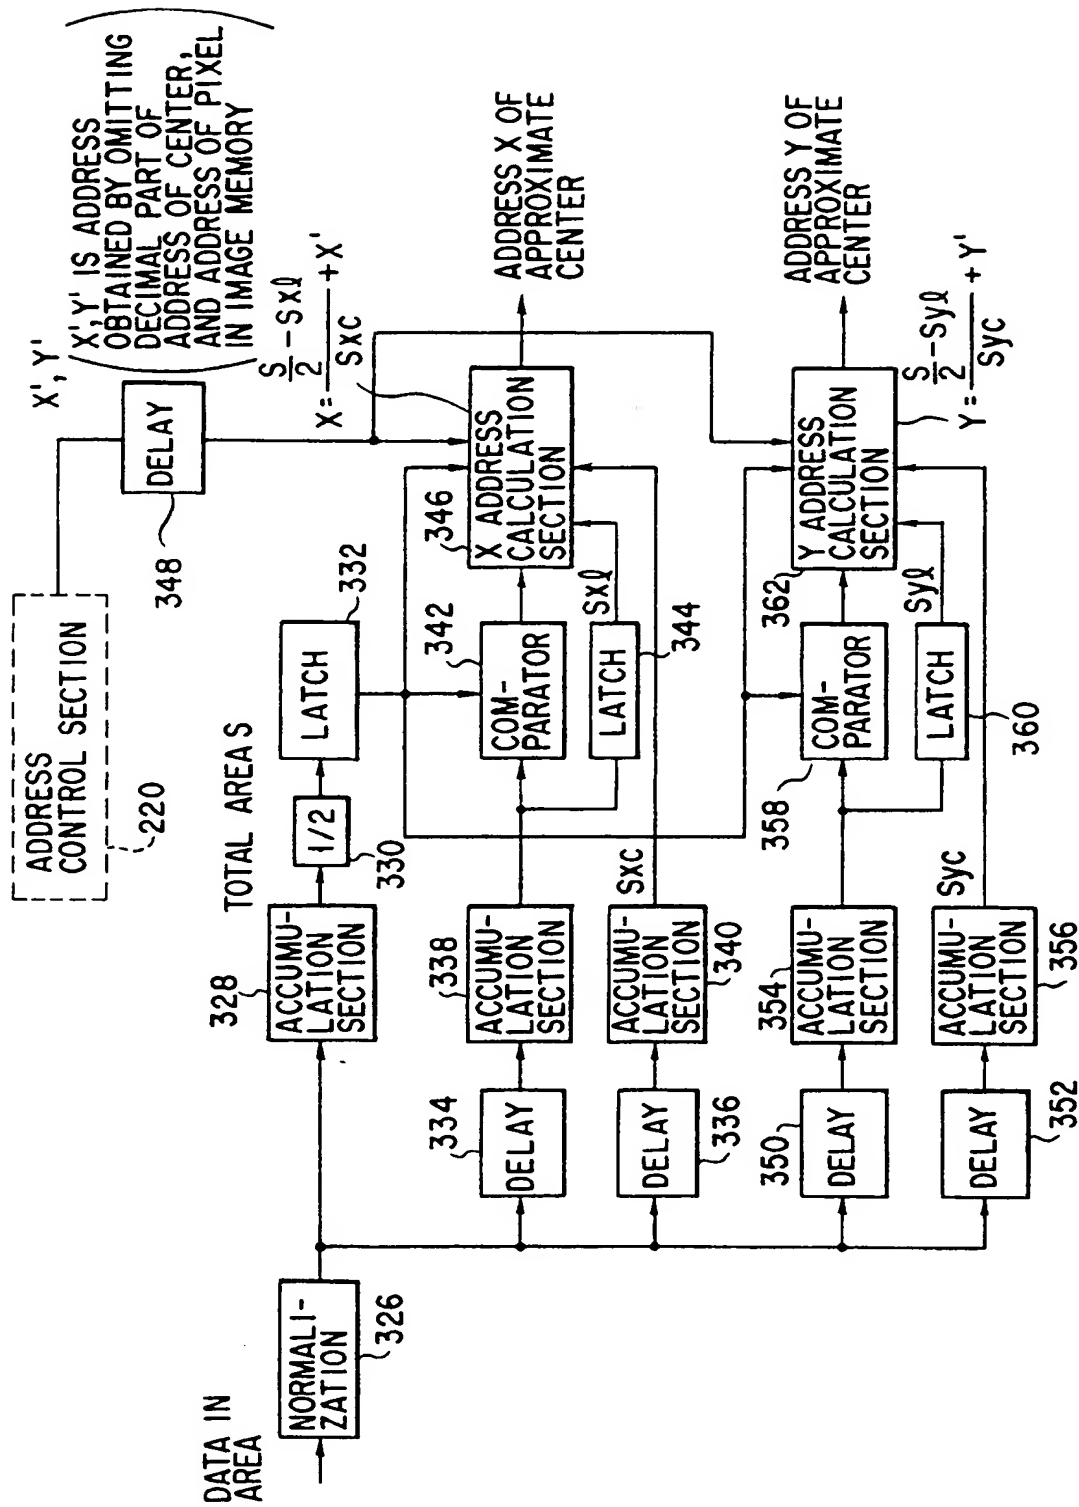 ADDRESS
CONTROL SECTION
220
X', Y'
X',Y' IS ADDRESS
OBTAINED BY OMITTING
DECIMAL PART OF
ADDRESS OF CENTER,
AND ADDRESS OF PIXEL
IN IMAGE MEMORY
DELAY
348
DATA IN
AREA
NORMALI-
ZATION
326
328
ACCUMU-
LATION
SECTION
TOTAL AREA S
1/2
330
LATCH
332
334
DELAY
338
ACCUMU-
LATION
SECTION
342
COM-
PARATOR
346
X ADDRESS
CALCULATION
SECTION
X = (S/2 - Sxℓ)/Sxc + X'
ADDRESS X OF
APPROXIMATE
CENTER
DELAY
336
ACCUMU-
LATION
SECTION
340
Sxc
LATCH
344
Sxℓ
350
DELAY
354
ACCUMU-
LATION
SECTION
358
COM-
PARATOR
362
Y ADDRESS
CALCULATION
SECTION
Y = (S/2 - Syℓ)/Syc + Y'
ADDRESS Y OF
APPROXIMATE
CENTER
DELAY
352
ACCUMU-
LATION
SECTION
356
Syc
LATCH
360
Syℓ